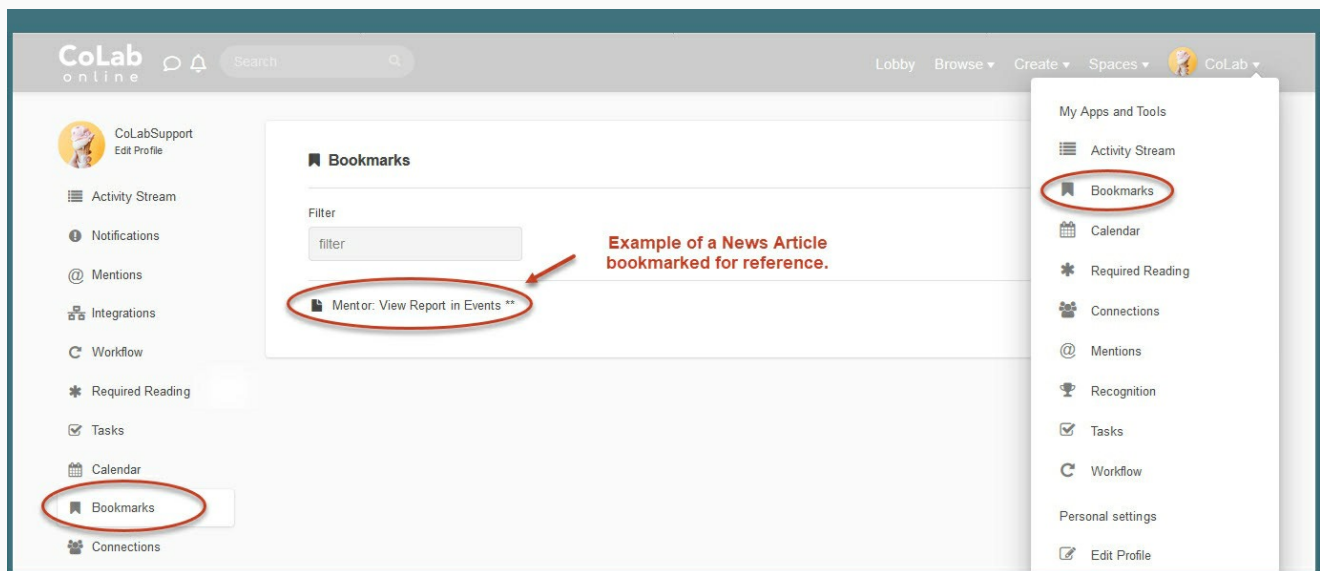 CoLab
online
Search
Lobby Browse Create Spaces CoLab
CoLabSupport
Edit Profile
Activity Stream
Notifications
@ Mentions
Integrations
Workflow
Required Reading
Tasks
Calendar
Bookmarks
Connections
Bookmarks
Filter
filter
Example of a News Article
bookmarked for reference.
Mentor: View Report in Events **
My Apps and Tools
Activity Stream
Bookmarks
Calendar
Required Reading
Connections
@ Mentions
Recognition
Tasks
Workflow
Personal settings
Edit Profile